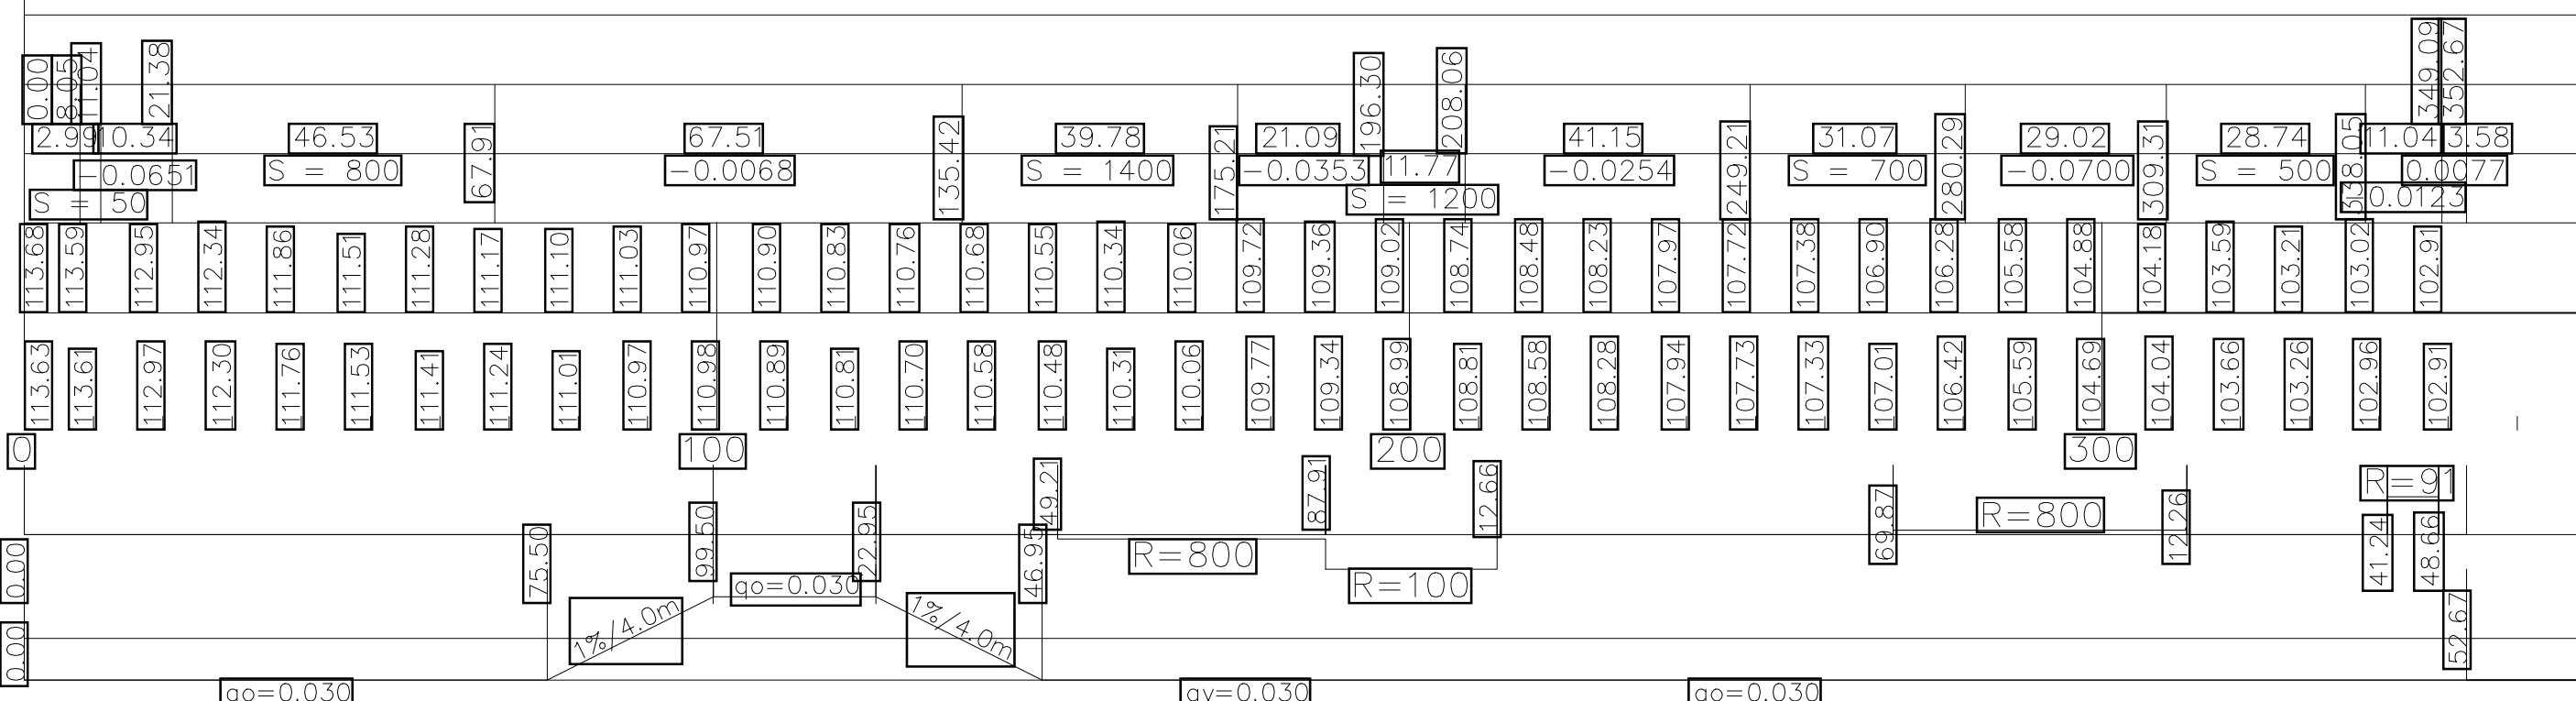 0.00 8.05 11.04 21.38 196.30 208.06 349.09 352.67
2.99 10.34 46.53 67.91 67.51 135.42 39.78 175.21 21.09 41.15 249.21 31.07 280.29 29.02 309.31 28.74 338.05 11.04 3.58
-0.0651 S = 800 -0.0068 S = 1400 -0.0353 11.77 -0.0254 S = 700 -0.0700 S = 500 0.0077
S = 50 S = 1200 0.0123
113.68 113.59 112.95 112.34 111.86 111.51 111.28 111.17 111.10 111.03 110.97 110.90 110.83 110.76 110.68 110.55 110.34 110.06 109.72 109.36 109.02 108.74 108.48 108.23 107.97 107.72 107.38 106.90 106.28 105.58 104.88 104.18 103.59 103.21 103.02 102.91
113.63 113.61 112.97 112.30 111.76 111.53 111.41 111.24 111.01 110.97 110.98 110.89 110.81 110.70 110.58 110.48 110.31 110.06 109.77 109.34 108.99 108.81 108.58 108.28 107.94 107.73 107.33 107.01 106.42 105.59 104.69 104.04 103.66 103.26 102.96 102.91
0 100 200 300
49.21 87.91 12.66 69.87 R=800 12.26 R=91
0.00 75.50 99.50 22.95 46.95 R=800 41.24 48.66
qo=0.030 R=100
1%/4.0m 1%/4.0m
0.00 52.67
qo=0.030 qv=0.030 qo=0.030